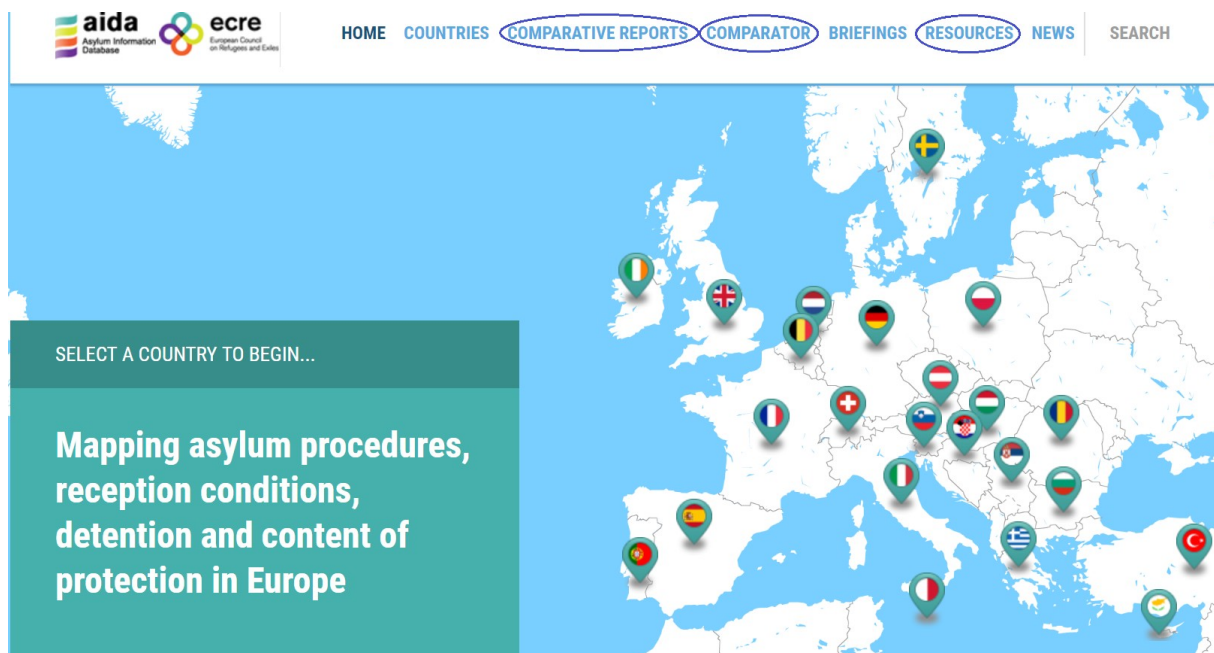 aida
Asylum Information
Database
ecre
European Council
on Refugees and Exiles
HOME COUNTRIES COMPARATIVE REPORTS COMPARATOR BRIEFINGS RESOURCES NEWS SEARCH
SELECT A COUNTRY TO BEGIN...
Mapping asylum procedures,
reception conditions,
detention and content of
protection in Europe